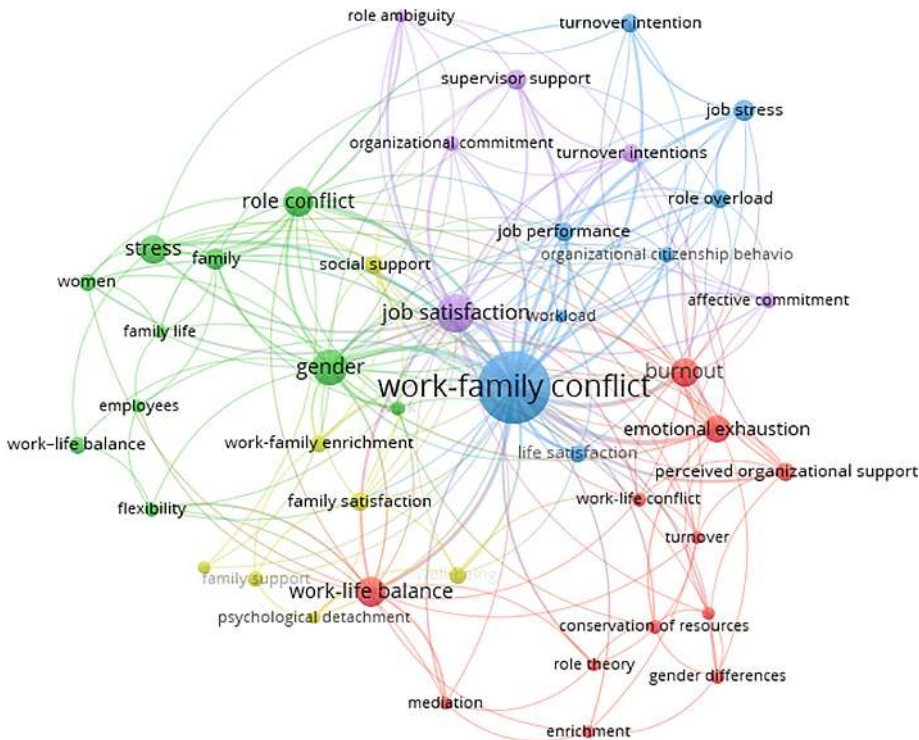 role ambiguity
turnover intention
supervisor support
job stress
organizational commitment
turnover intentions
role conflict
role overload
job performance
stress
family
organizational citizenship behavio
social support
women
affective commitment
job satisfaction
workload
family life
gender
burnout
work-family conflict
employees
emotional exhaustion
work–life balance
work-family enrichment
life satisfaction
perceived organizational support
family satisfaction
work-life conflict
flexibility
turnover
family support
work-life balance
psychological detachment
conservation of resources
role theory
gender differences
mediation
enrichment